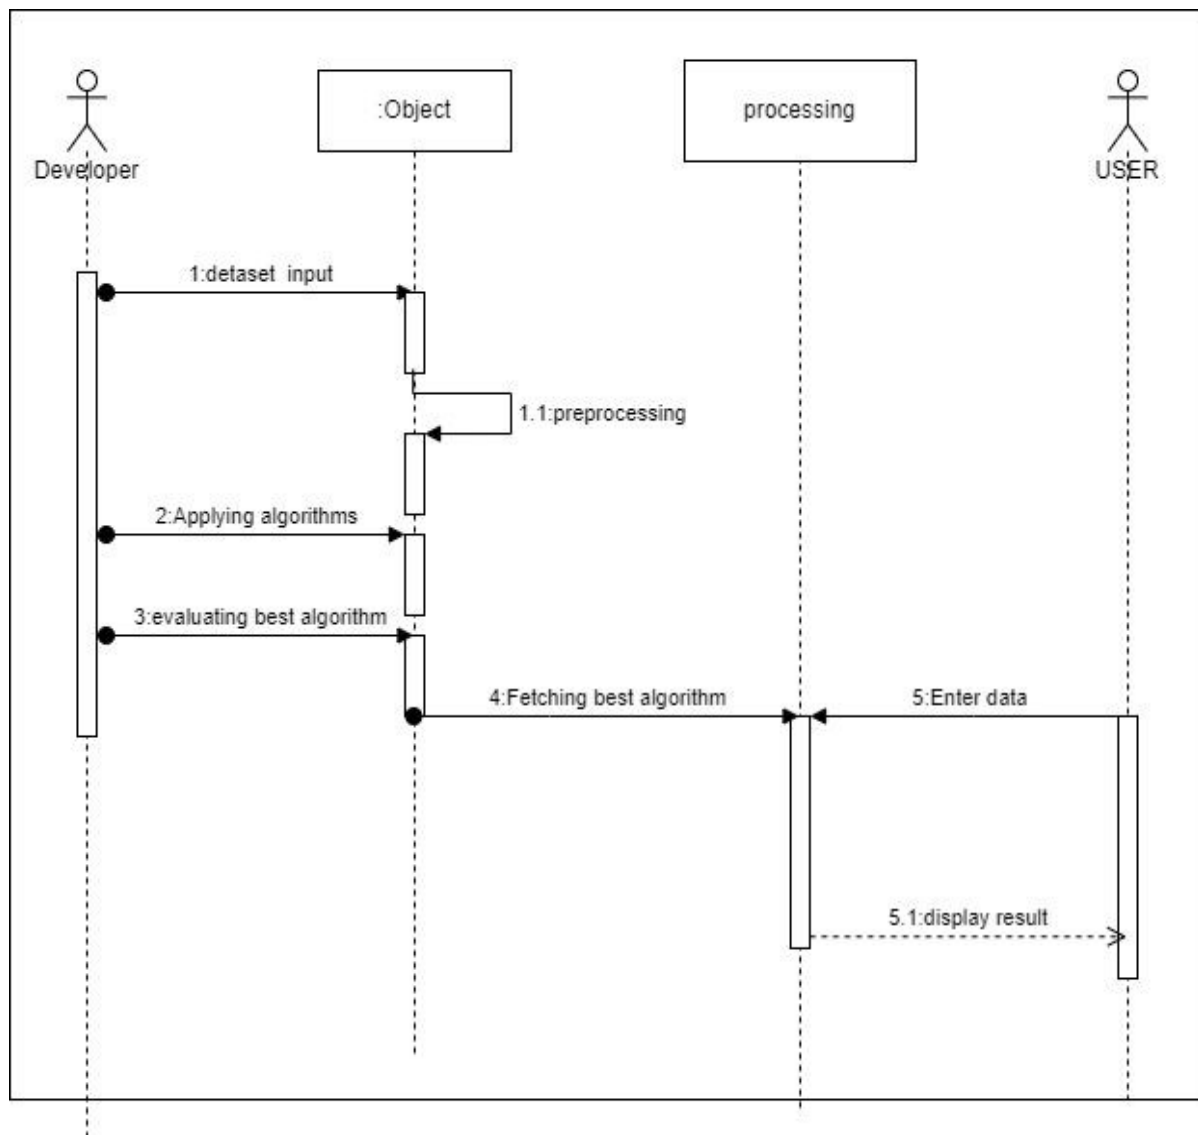 :Object
processing
Developer
USER
1:detaset  input
1.1:preprocessing
2:Applying algorithms
3:evaluating best algorithm
4:Fetching best algorithm
5:Enter data
5.1:display result